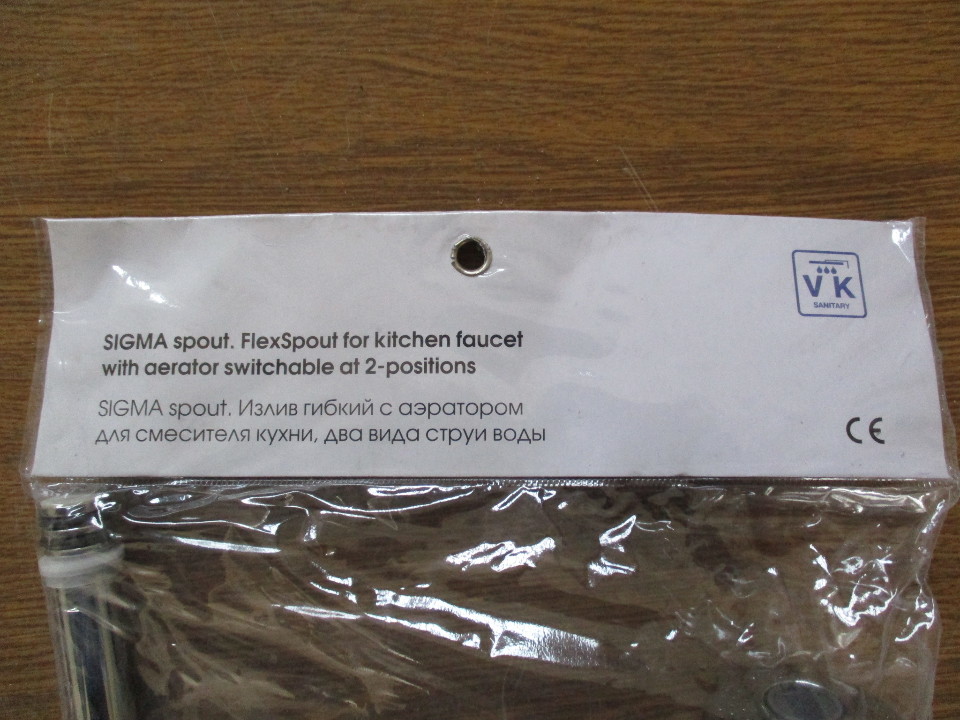 VK
SANITARY
SIGMA spout. FlexSpout for kitchen faucet
with aerator switchable at 2-positions
SIGMA spout. Излив гибкий с аэратором
для смесителя кухни, два вида струи воды
CE